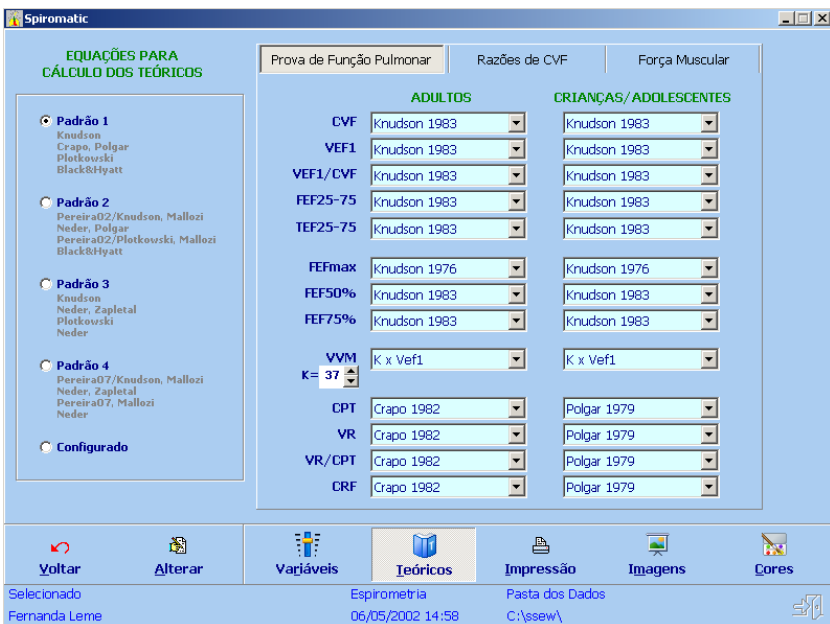 Spiromatic
EQUAÇÕES PARA
CÁLCULO DOS TEÓRICOS
Padrão 1
Knudson
Crapo, Polgar
Plotkowski
Black&Hyatt
Padrão 2
Pereira02/Knudson, Mallozi
Neder, Polgar
Pereira02/Plotkowski, Mallozi
Black&Hyatt
Padrão 3
Knudson
Neder, Zapletal
Plotkowski
Neder
Padrão 4
Pereira07/Knudson, Mallozi
Neder, Zapletal
Pereira07, Mallozi
Neder
Configurado
Prova de Função Pulmonar Razões de CVF Força Muscular
ADULTOS CRIANÇAS/ADOLESCENTES
CVF Knudson 1983 Knudson 1983
VEF1 Knudson 1983 Knudson 1983
VEF1/CVF Knudson 1983 Knudson 1983
FEF25-75 Knudson 1983 Knudson 1983
TEF25-75 Knudson 1983 Knudson 1983
FEFmax Knudson 1976 Knudson 1976
FEF50% Knudson 1983 Knudson 1983
FEF75% Knudson 1983 Knudson 1983
VVM K x Vef1 K x Vef1
K= 37
CPT Crapo 1982 Polgar 1979
VR Crapo 1982 Polgar 1979
VR/CPT Crapo 1982 Polgar 1979
CRF Crapo 1982 Polgar 1979
Voltar Alterar Variáveis Teóricos Impressão Imagens Cores
Selecionado Espirometria Pasta dos Dados
Fernanda Leme 06/05/2002 14:58 C:\ssew\